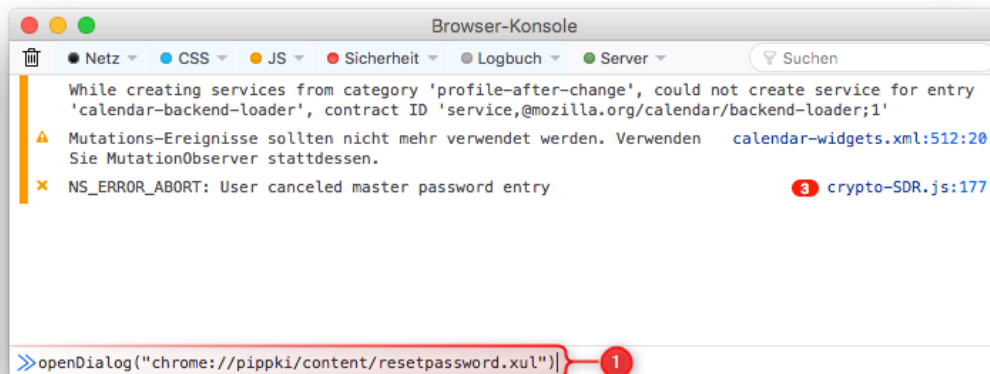 Browser-Konsole
Netz CSS JS Sicherheit Logbuch Server Suchen
While creating services from category 'profile-after-change', could not create service for entry
'calendar-backend-loader', contract ID 'service,@mozilla.org/calendar/backend-loader;1'
Mutations-Ereignisse sollten nicht mehr verwendet werden. Verwenden calendar-widgets.xml:512:20
Sie MutationObserver stattdessen.
NS_ERROR_ABORT: User canceled master password entry 3 crypto-SDR.js:177
openDialog("chrome://pippki/content/resetpassword.xul") 1